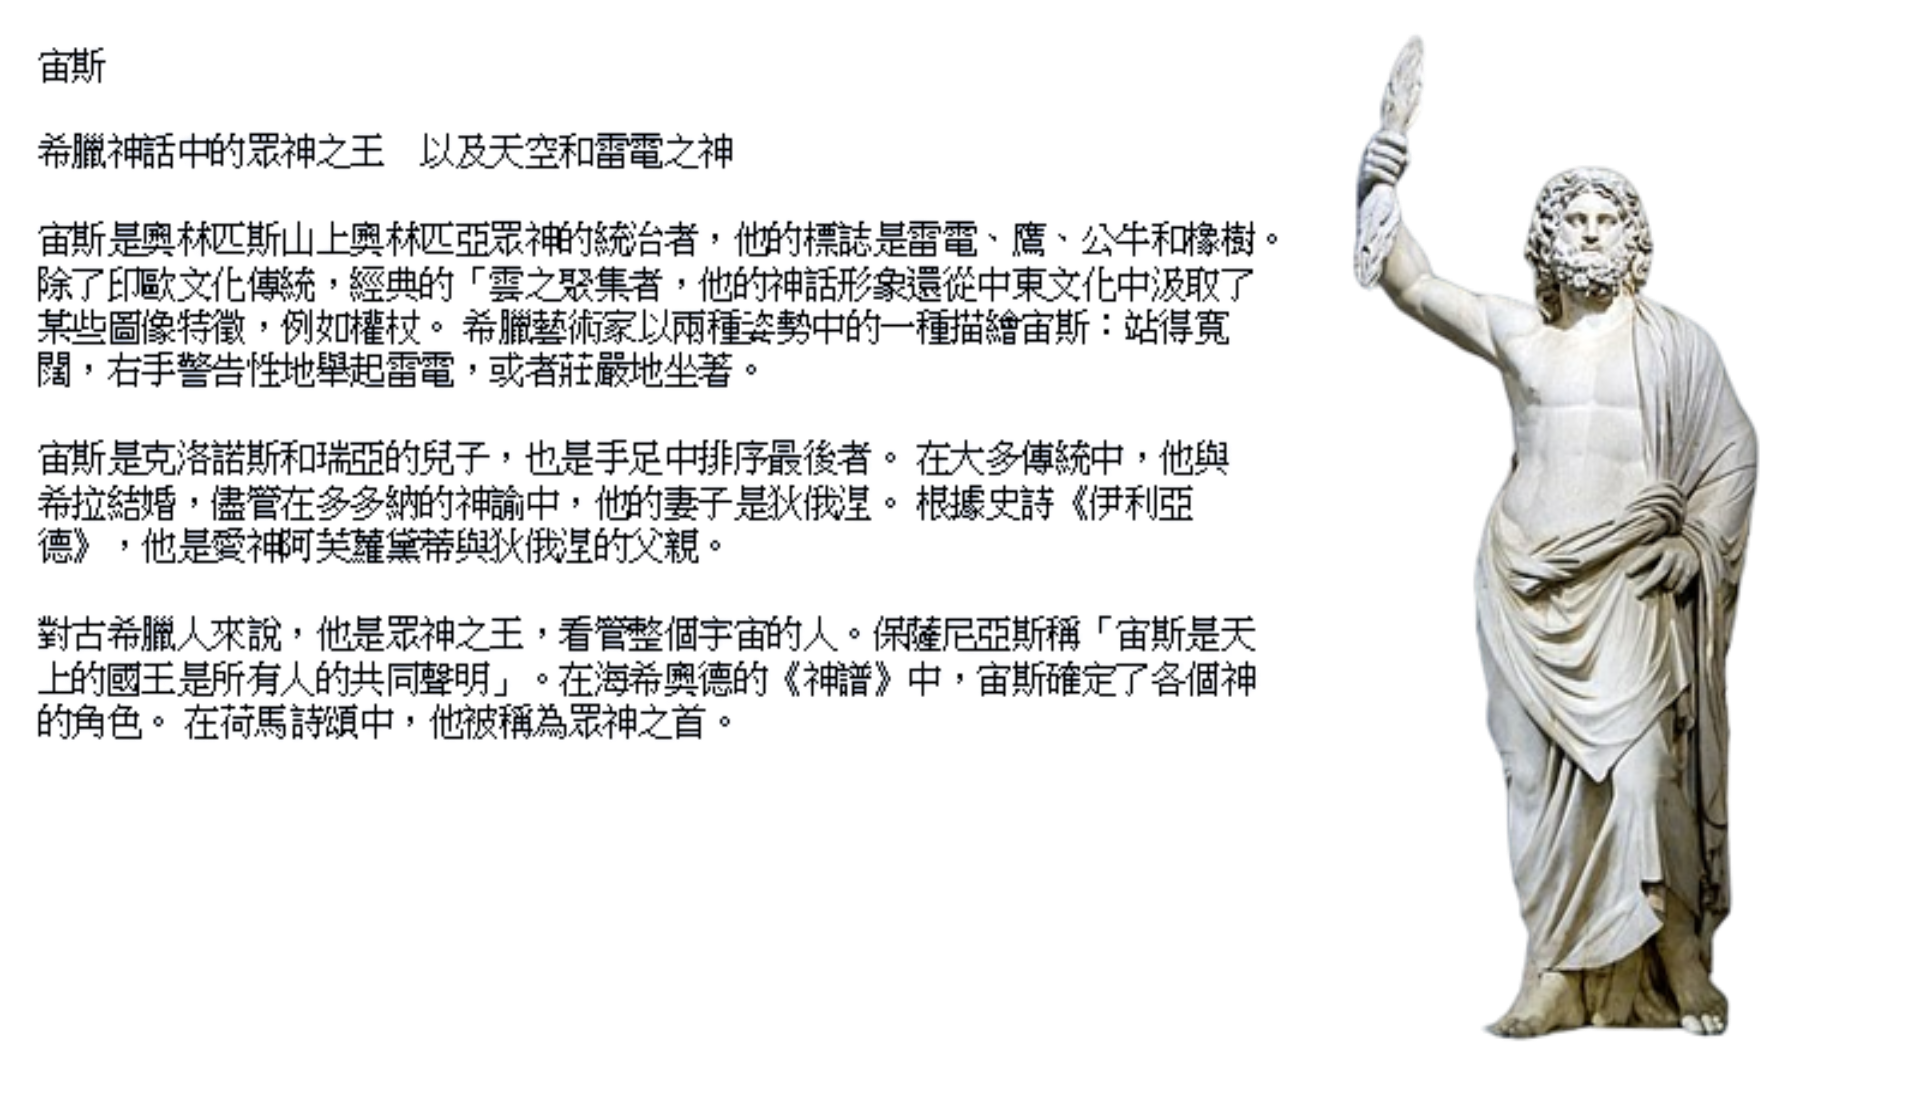 宙斯
希臘神話中的眾神之王　以及天空和雷電之神
宙斯是奧林匹斯山上奧林匹亞眾神的統治者，他的標誌是雷電、鷹、公牛和橡樹。
除了印歐文化傳統，經典的「雲之聚集者，他的神話形象還從中東文化中汲取了
某些圖像特徵，例如權杖。 希臘藝術家以兩種姿勢中的一種描繪宙斯：站得寬
闊，右手警告性地舉起雷電，或者莊嚴地坐著。
宙斯是克洛諾斯和瑞亞的兒子，也是手足中排序最後者。 在大多傳統中，他與
希拉結婚，儘管在多多納的神諭中，他的妻子是狄俄涅。 根據史詩《伊利亞
德》，他是愛神阿芙蘿黛蒂與狄俄涅的父親。
對古希臘人來說，他是眾神之王，看管整個宇宙的人。保薩尼亞斯稱「宙斯是天
上的國王是所有人的共同聲明」。在海希奧德的《神譜》中，宙斯確定了各個神
的角色。 在荷馬詩頌中，他被稱為眾神之首。